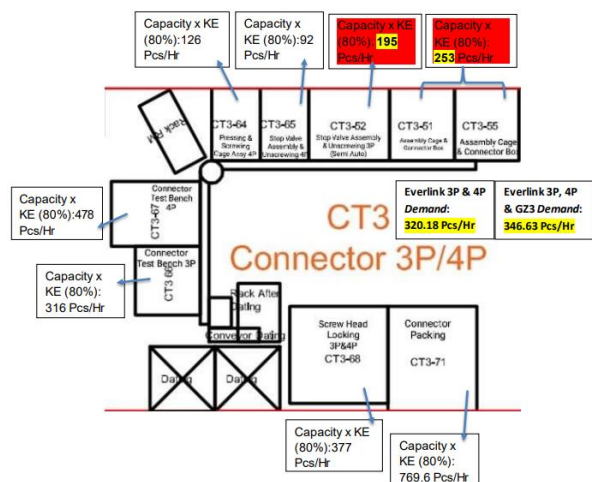 Capacity x KE
(80%):126
Pcs/Hr
Capacity x
KE (80%):92
Pcs/Hr
Capacity x KE
(80%): 195
Pcs/Hr
Capacity x
KE (80%):
253
Pcs/Hr
Rack RM
CT3-64
Pressing &
Screwing
Cage Assy 4P
CT3-65
Stop Valve
Assembly &
Unscrewing 4P
CT3-52
Stop Valve Assembly
& Unscrewing 3P
(Semi Auto)
CT3-51
Assembly Cage &
Connector Box
CT3-55
Assembly Cage
& Connector Box
Capacity x
KE (80%):478
Pcs/Hr
Connector
Test Bench
4P
CT3-67
Everlink 3P & 4P
Demand:
320.18 Pcs/Hr
Everlink 3P, 4P
& GZ3 Demand:
346.63 Pcs/Hr
CT3
Connector 3P/4P
Capacity x
KE (80%):
316 Pcs/Hr
Connector
Test Bench 3P
CT3 66
Rack After
Dating
Conveyor Dating
Dating
Dating
Screw Head
Locking
3P&4P
CT3-68
Connector
Packing
CT3-71
Capacity x KE
(80%):377
Pcs/Hr
Capacity
x KE (80%):
769.6 Pcs/Hr